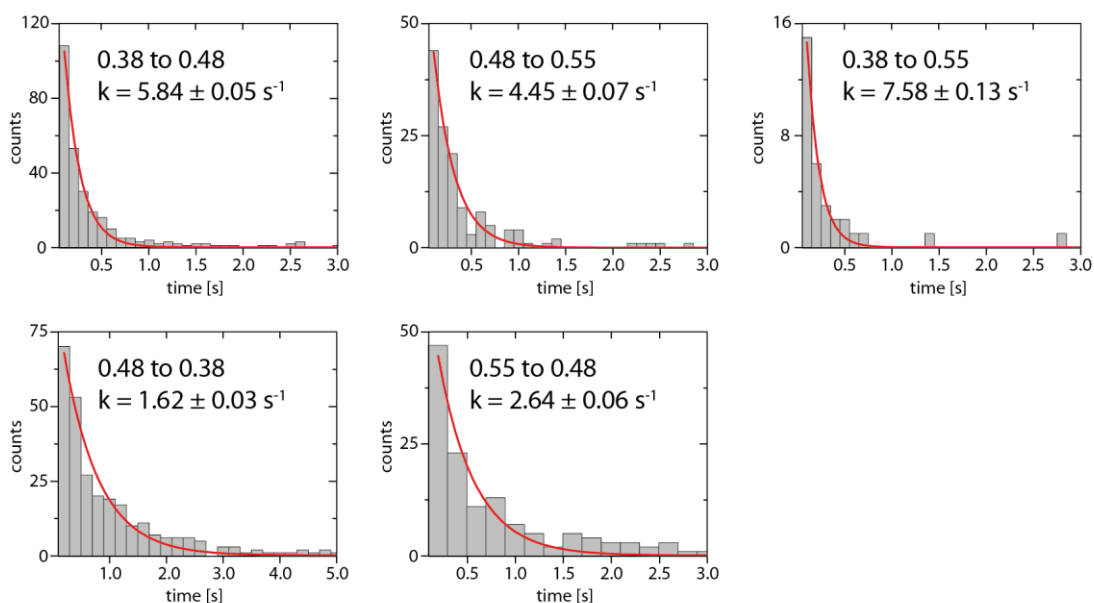 120
80
40
0
counts
0.38 to 0.48
k = 5.84 ± 0.05 s⁻¹
0.5 1.0 1.5 2.0 2.5 3.0
time [s]
50
25
0
counts
0.48 to 0.55
k = 4.45 ± 0.07 s⁻¹
0.5 1.0 1.5 2.0 2.5 3.0
time [s]
16
8
0
counts
0.38 to 0.55
k = 7.58 ± 0.13 s⁻¹
0.5 1.0 1.5 2.0 2.5 3.0
time [s]
75
50
25
0
counts
0.48 to 0.38
k = 1.62 ± 0.03 s⁻¹
1.0 2.0 3.0 4.0 5.0
time [s]
50
25
0
counts
0.55 to 0.48
k = 2.64 ± 0.06 s⁻¹
0.5 1.0 1.5 2.0 2.5 3.0
time [s]